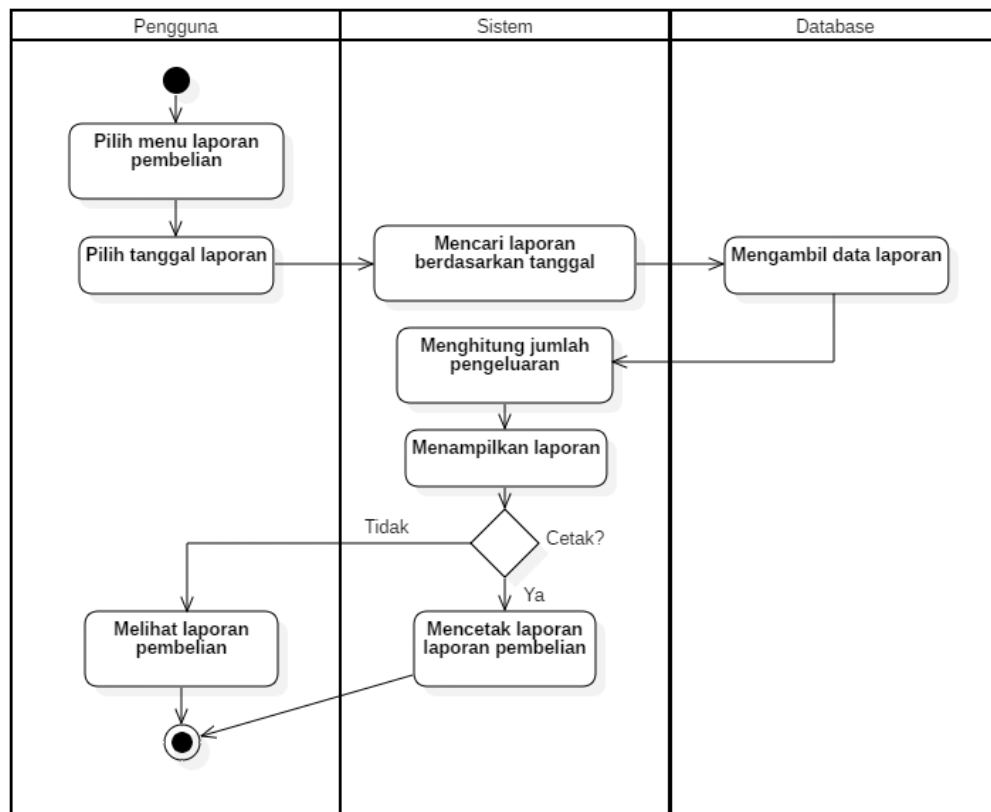 Pengguna
Sistem
Database
Pilih menu laporan
pembelian
Pilih tanggal laporan
Mencari laporan
berdasarkan tanggal
Mengambil data laporan
Menghitung jumlah
pengeluaran
Menampilkan laporan
Tidak
Cetak?
Ya
Melihat laporan
pembelian
Mencetak laporan
laporan pembelian